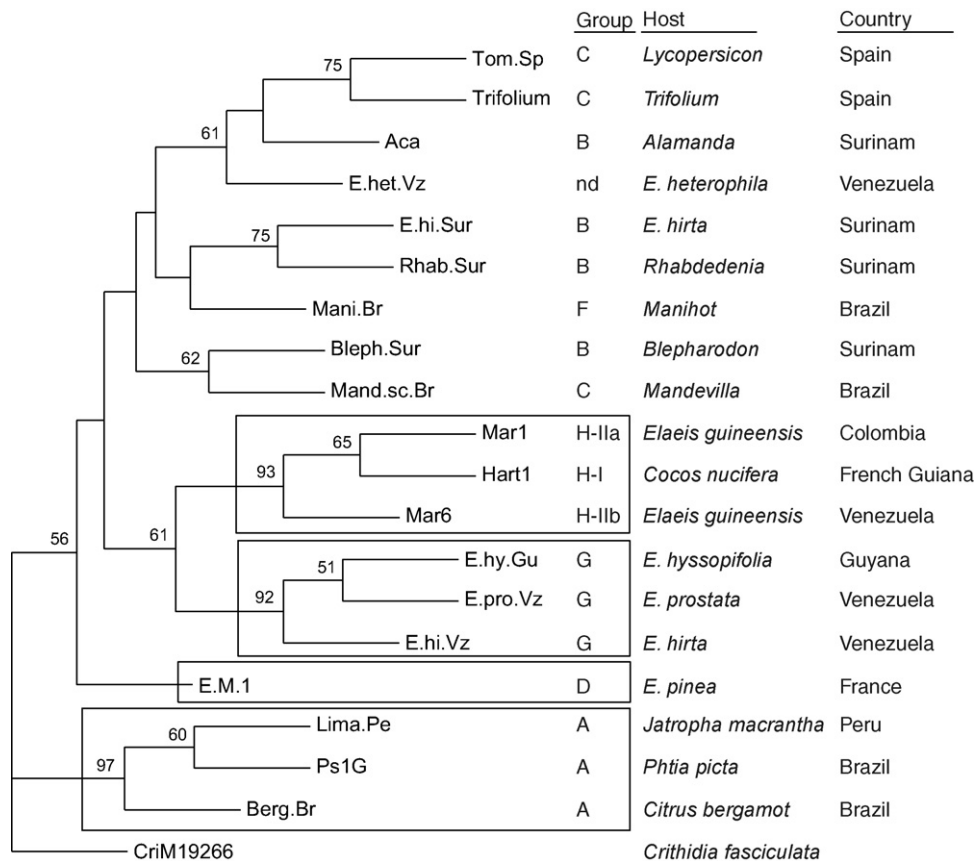 Group Host Country
75 Tom.Sp C Lycopersicon Spain
Trifolium C Trifolium Spain
61 Aca B Alamanda Surinam
E.het.Vz nd E. heterophila Venezuela
75 E.hi.Sur B E. hirta Surinam
Rhab.Sur B Rhabdedenia Surinam
Mani.Br F Manihot Brazil
62 Bleph.Sur B Blepharodon Surinam
Mand.sc.Br C Mandevilla Brazil
65 Mar1 H-IIa Elaeis guineensis Colombia
93 Hart1 H-I Cocos nucifera French Guiana
Mar6 H-IIb Elaeis guineensis Venezuela
56 61 51 E.hy.Gu G E. hyssopifolia Guyana
92 E.pro.Vz G E. prostata Venezuela
E.hi.Vz G E. hirta Venezuela
E.M.1 D E. pinea France
60 Lima.Pe A Jatropha macrantha Peru
97 Ps1G A Phtia picta Brazil
Berg.Br A Citrus bergamot Brazil
CriM19266 Crithidia fasciculata